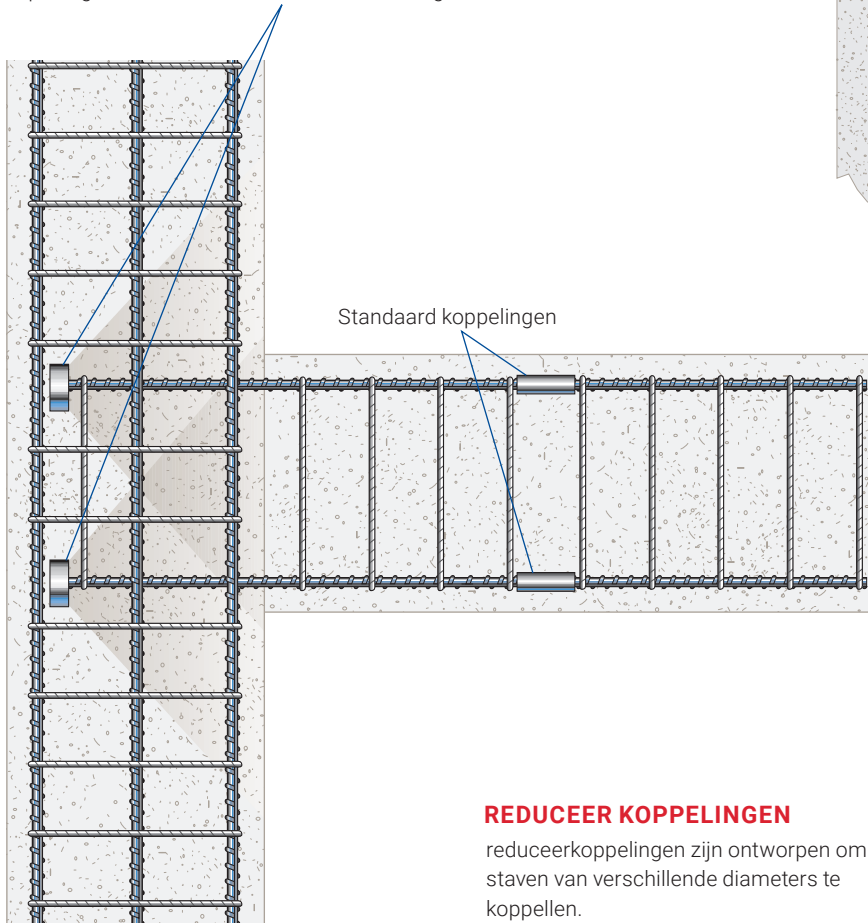 Standaard koppelingen
REDUCEER KOPPELINGEN
reduceerkoppelingen zijn ontworpen om
staven van verschillende diameters te
koppellen.